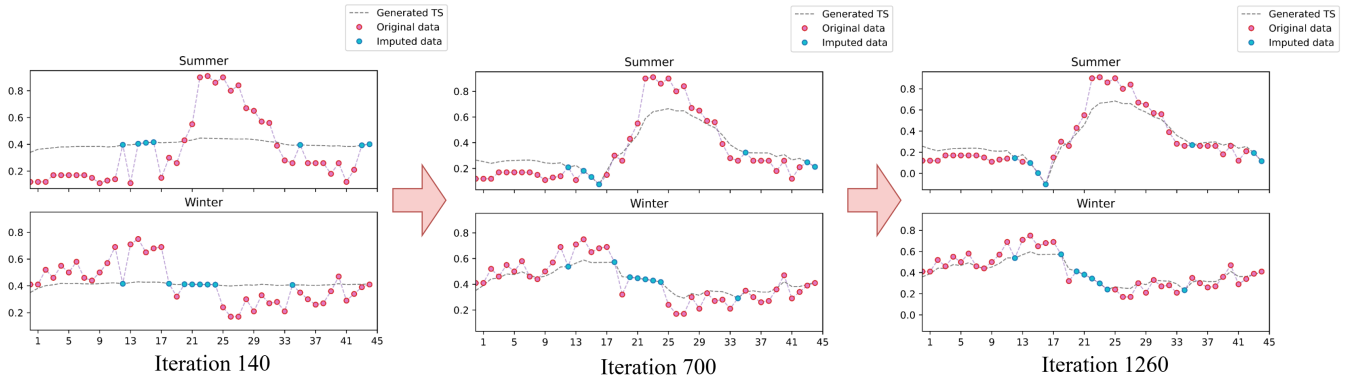 Generated TS
Original data
Imputed data
Summer
0.8
0.6
0.4
0.2
Winter
0.8
0.6
0.4
0.2
1 5 9 13 17 21 25 29 33 37 41 45
Iteration 140
Generated TS
Original data
Imputed data
Summer
0.8
0.6
0.4
0.2
Winter
0.8
0.6
0.4
0.2
1 5 9 13 17 21 25 29 33 37 41 45
Iteration 700
Generated TS
Original data
Imputed data
Summer
0.8
0.6
0.4
0.2
0.0
Winter
0.8
0.6
0.4
0.2
0.0
1 5 9 13 17 21 25 29 33 37 41 45
Iteration 1260